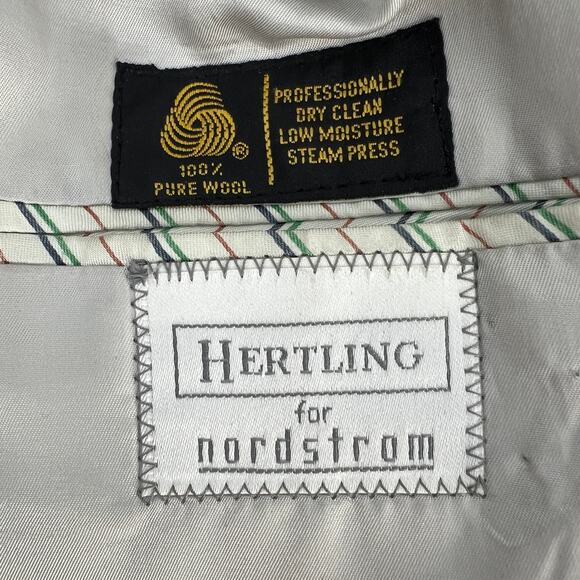 PROFESSIONALLY
DRY CLEAN
LOW MOISTURE
STEAM PRESS
®
100%
PURE WOOL
HERTLING
for
nordstrom